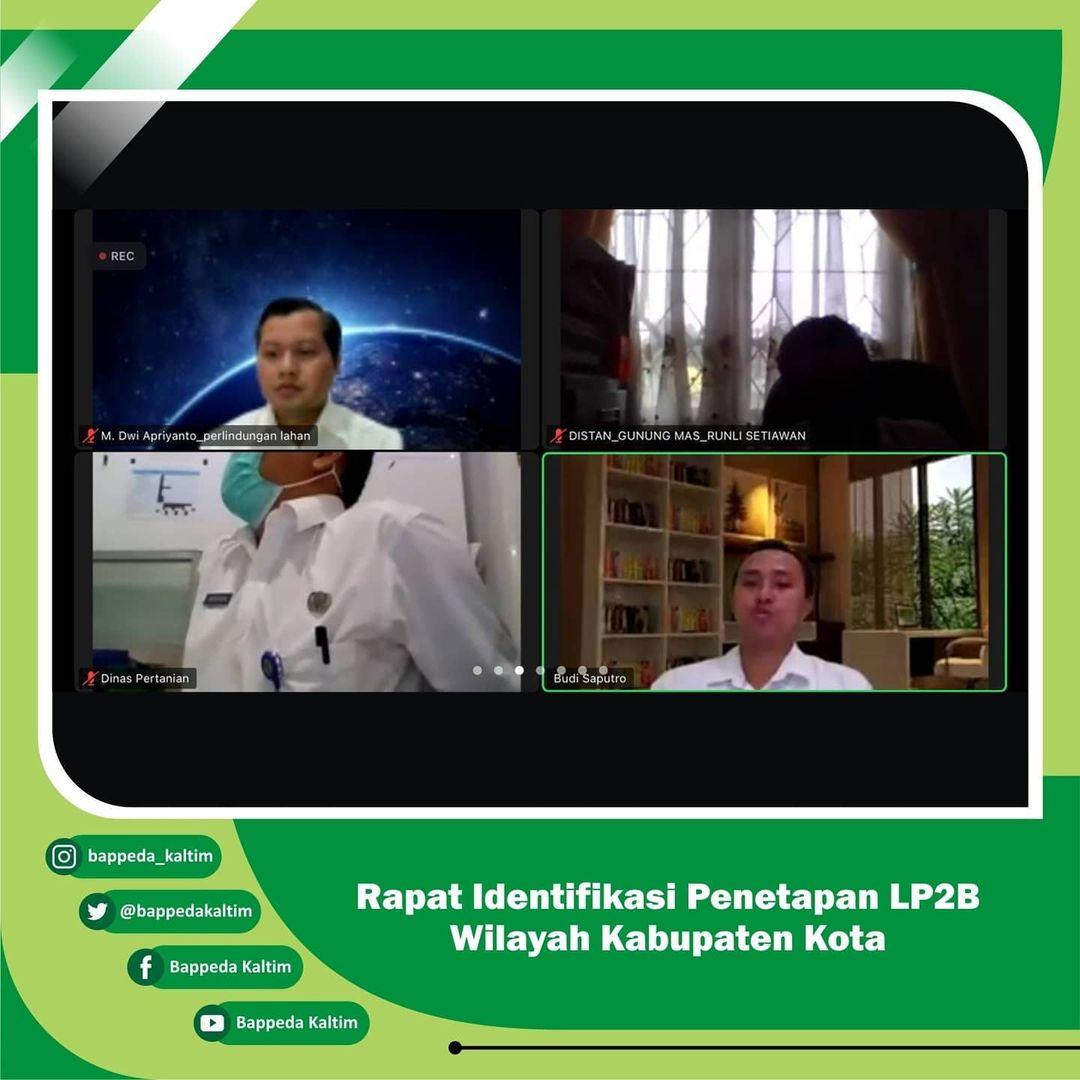 REC
M. Dwi Apriyanto_perlindungan lahan
DISTAN_GUNUNG MAS_RUNLI SETIAWAN
Dinas Pertanian
Budi Saputro
bappeda_kaltim
@bappedakaltim
Bappeda Kaltim
Bappeda Kaltim
Rapat Identifikasi Penetapan LP2B
Wilayah Kabupaten Kota